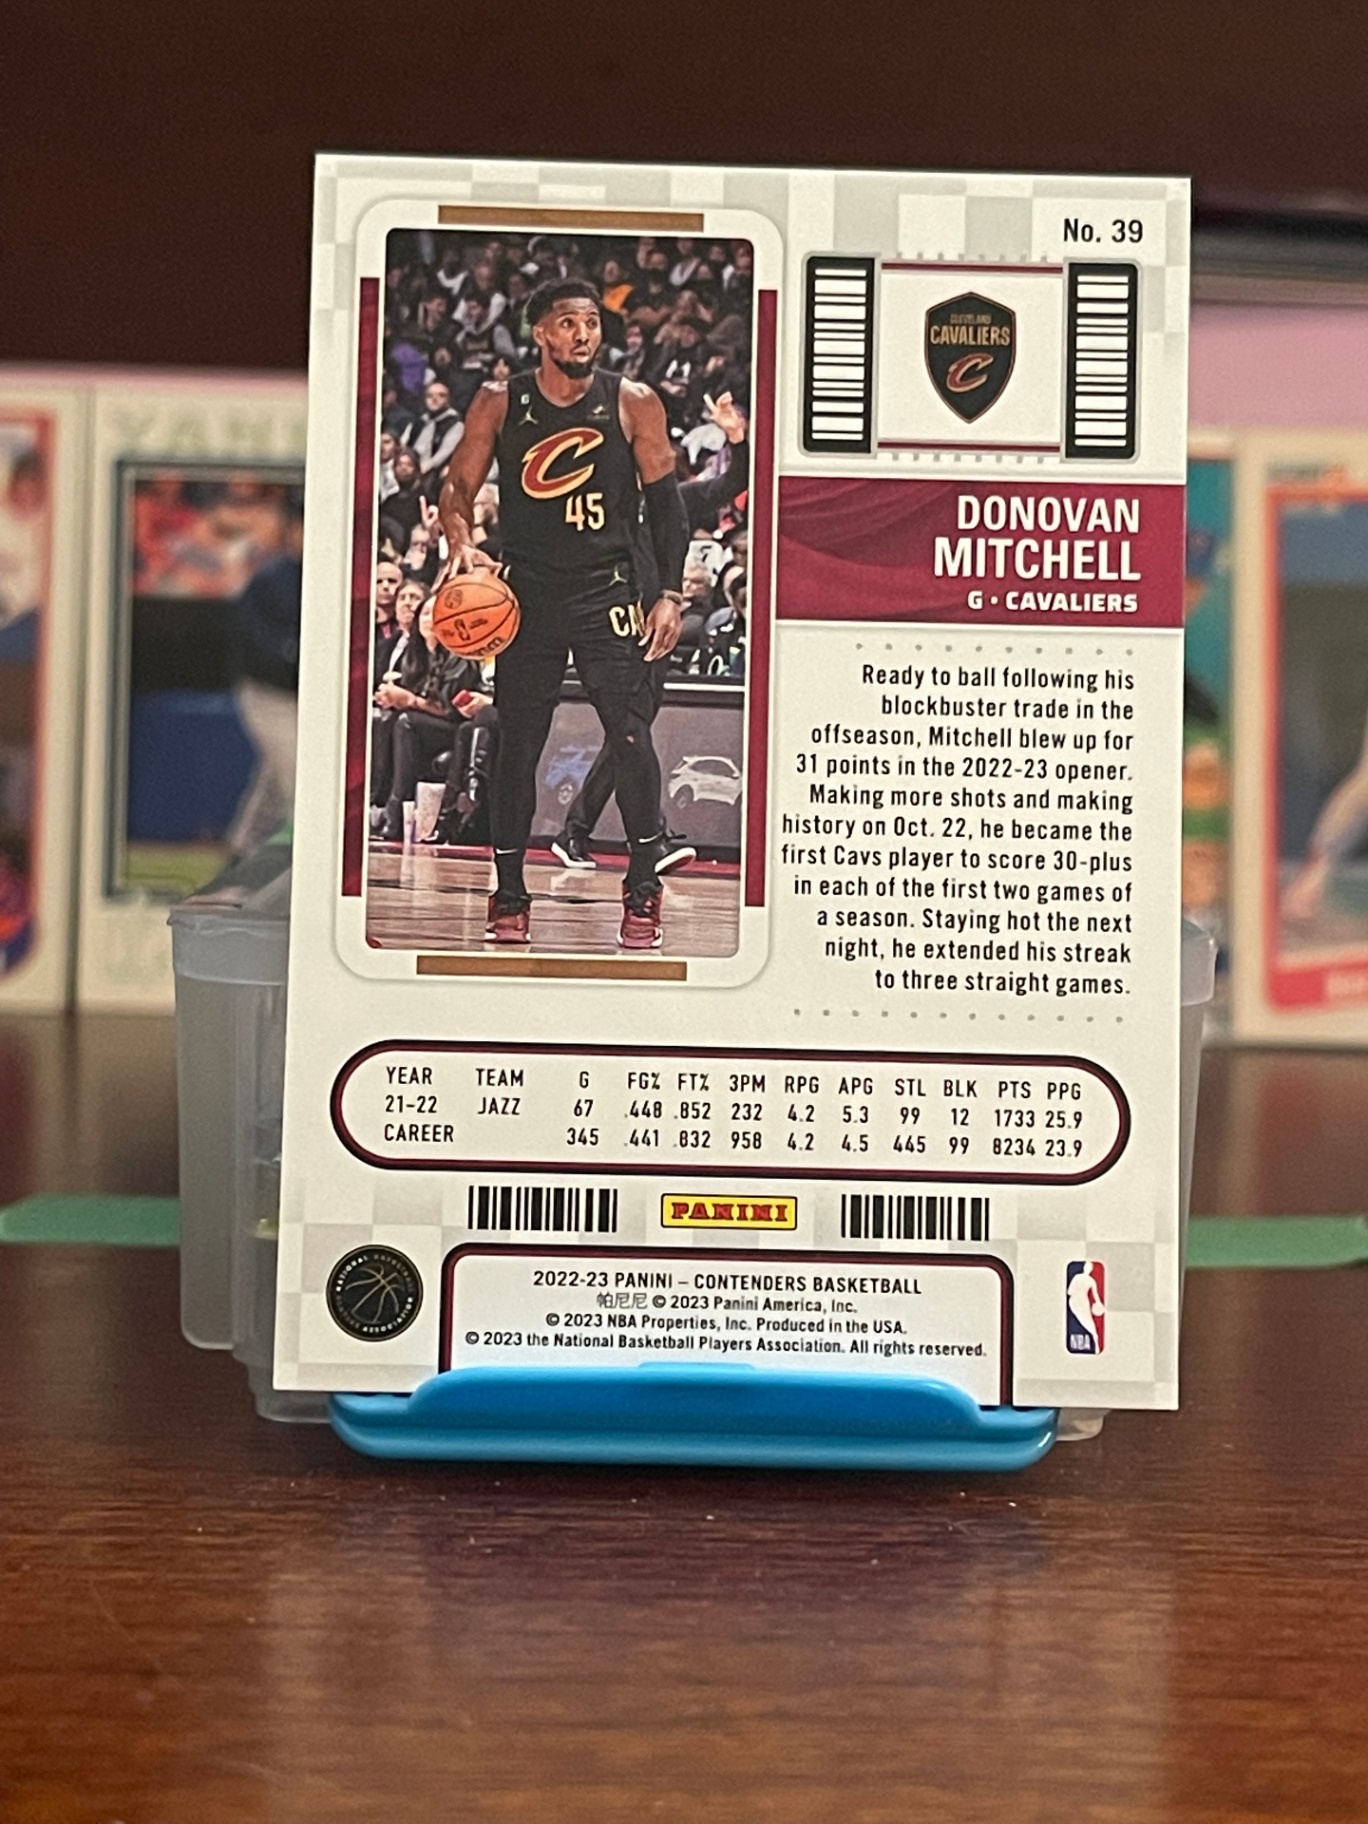 No. 39
CLEVELAND
CAVALIERS
C
C
45
CA
DONOVAN
MITCHELL
G • CAVALIERS
Ready to ball following his
blockbuster trade in the
offseason, Mitchell blew up for
31 points in the 2022-23 opener.
Making more shots and making
history on Oct. 22, he became the
first Cavs player to score 30-plus
in each of the first two games of
a season. Staying hot the next
night, he extended his streak
to three straight games.
YEAR TEAM G FG% FT% 3PM RPG APG STL BLK PTS PPG
21-22 JAZZ 67 .448 .852 232 4.2 5.3 99 12 1733 25.9
CAREER 345 .441 .832 958 4.2 4.5 445 99 8234 23.9
PANINI
2022-23 PANINI – CONTENDERS BASKETBALL
帕尼尼 © 2023 Panini America, Inc.
© 2023 NBA Properties, Inc. Produced in the USA.
© 2023 the National Basketball Players Association. All rights reserved.
NBA